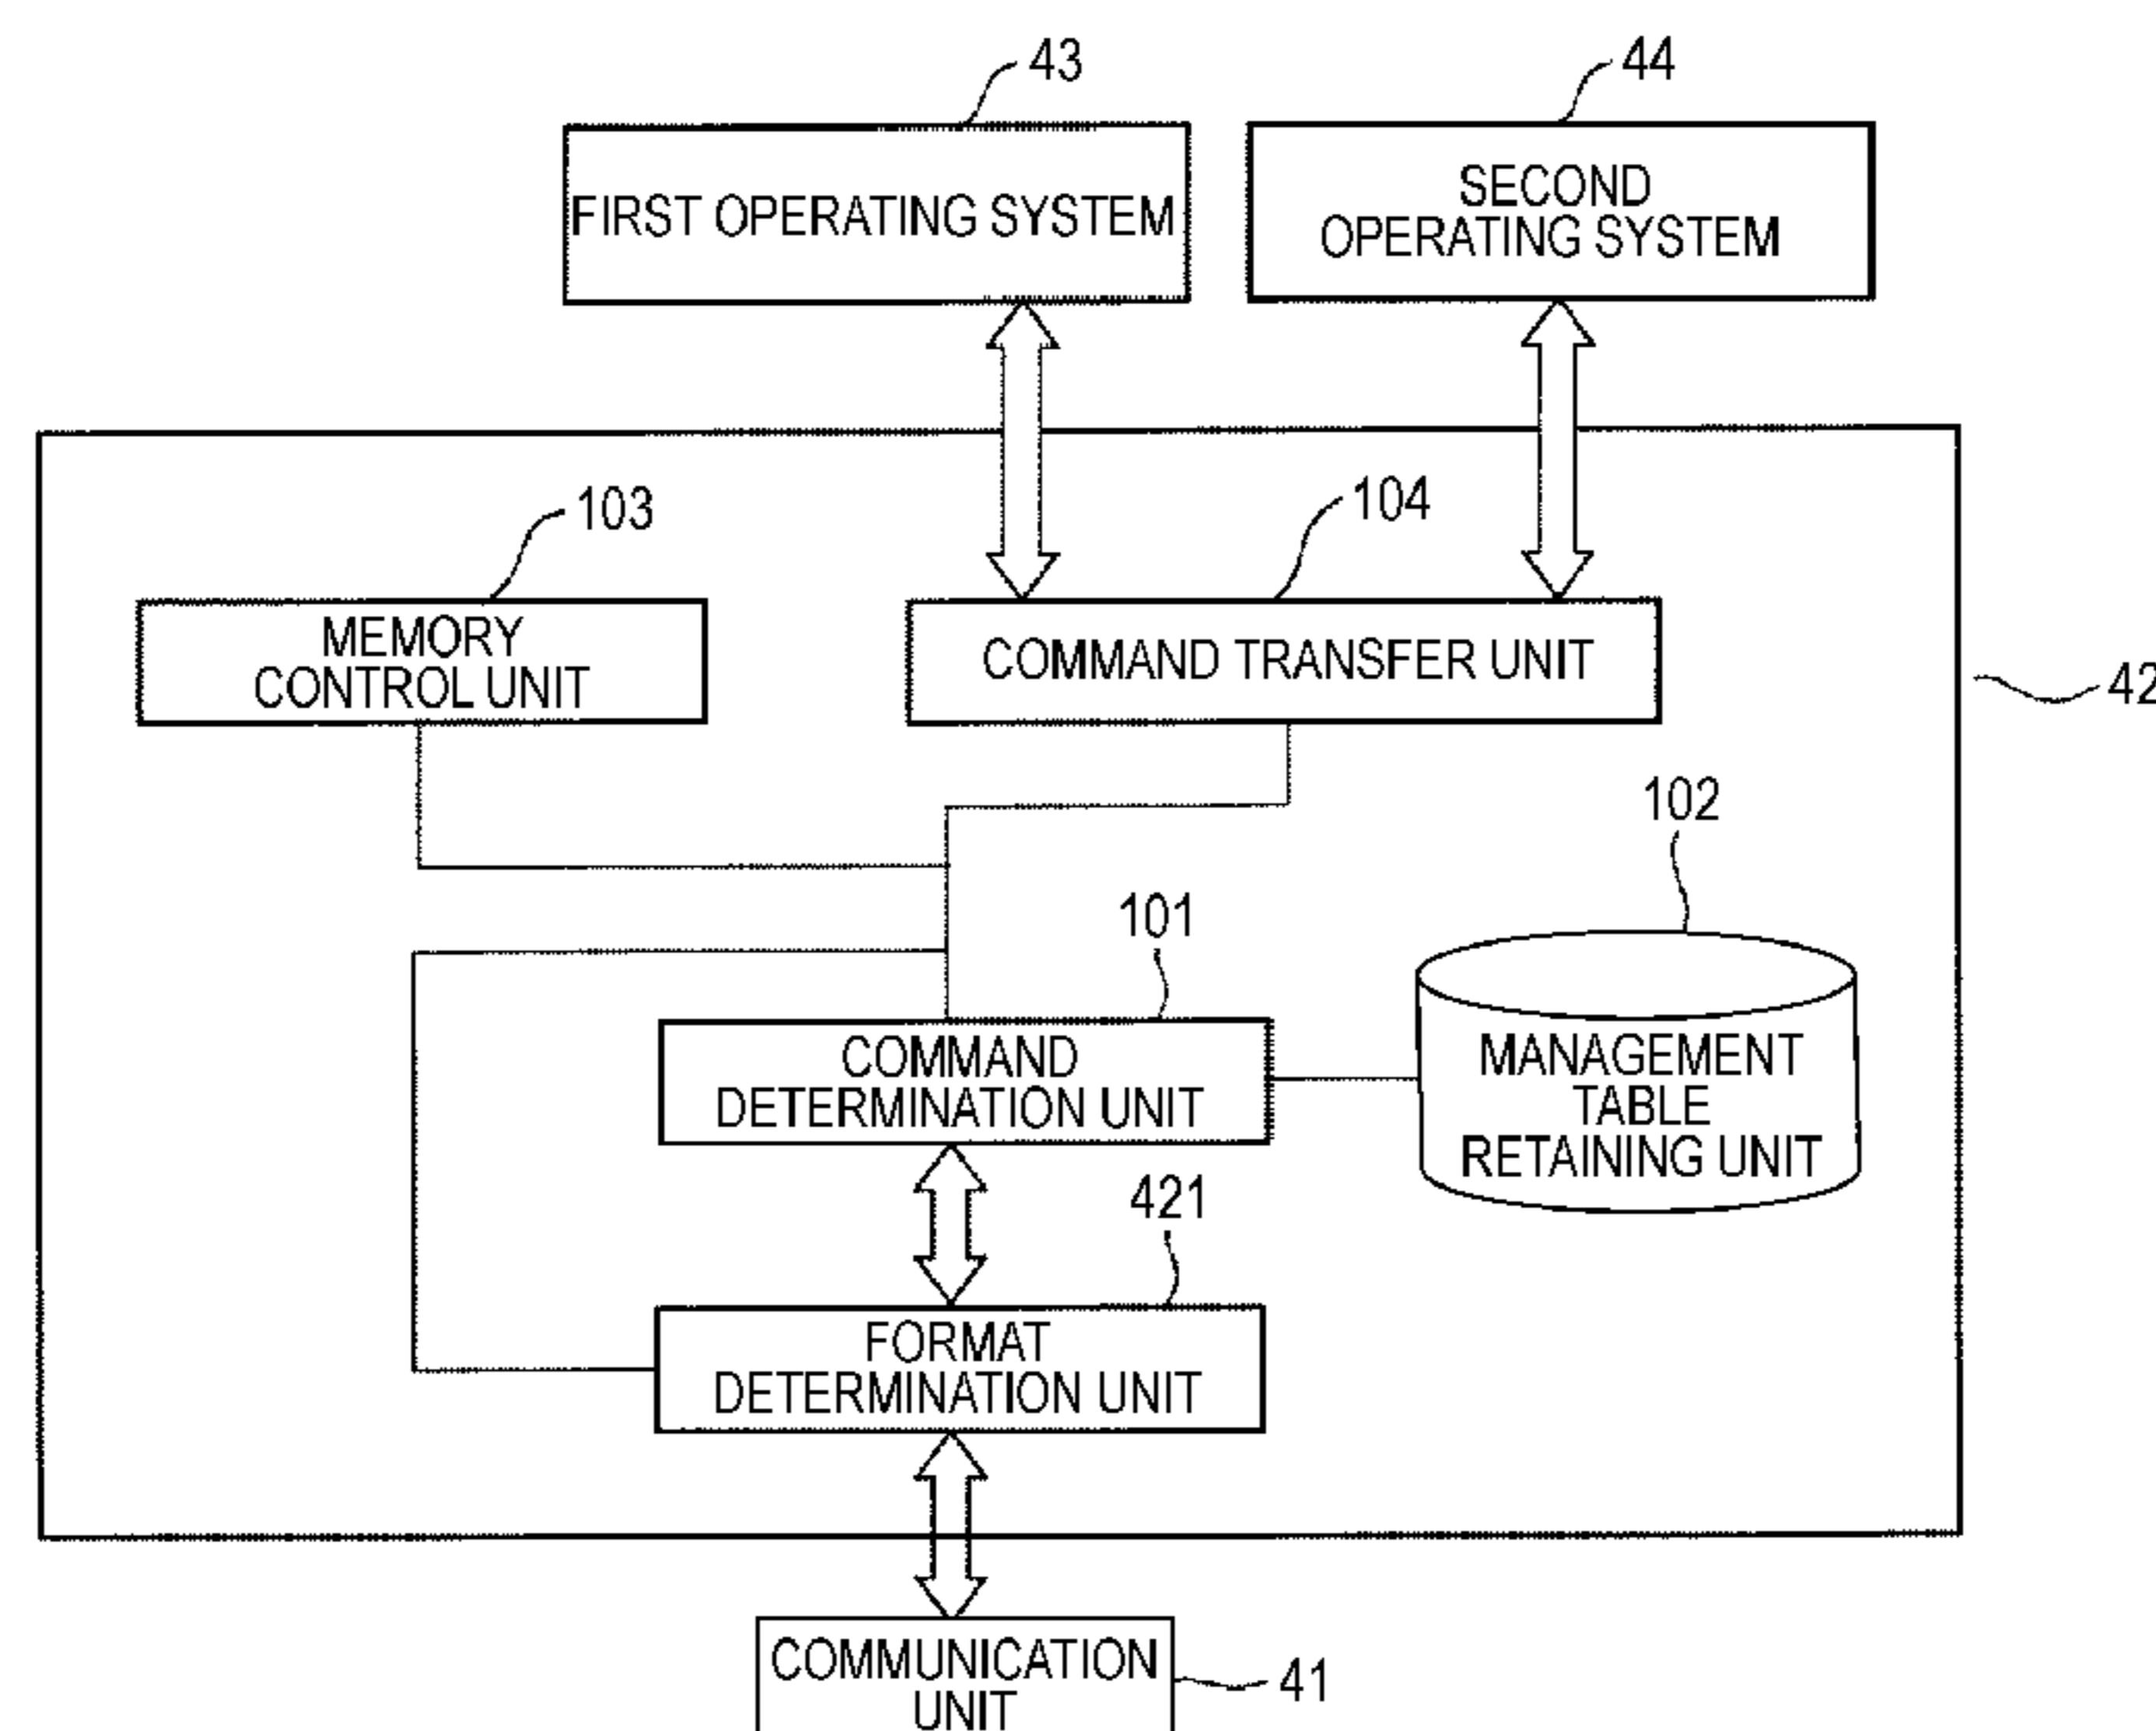 43
44
FIRST OPERATING SYSTEM
SECOND
OPERATING SYSTEM
103
104
MEMORY
CONTROL UNIT
COMMAND TRANSFER UNIT
42
102
101
COMMAND
DETERMINATION UNIT
MANAGEMENT
TABLE
RETAINING UNIT
421
FORMAT
DETERMINATION UNIT
COMMUNICATION
UNIT
41